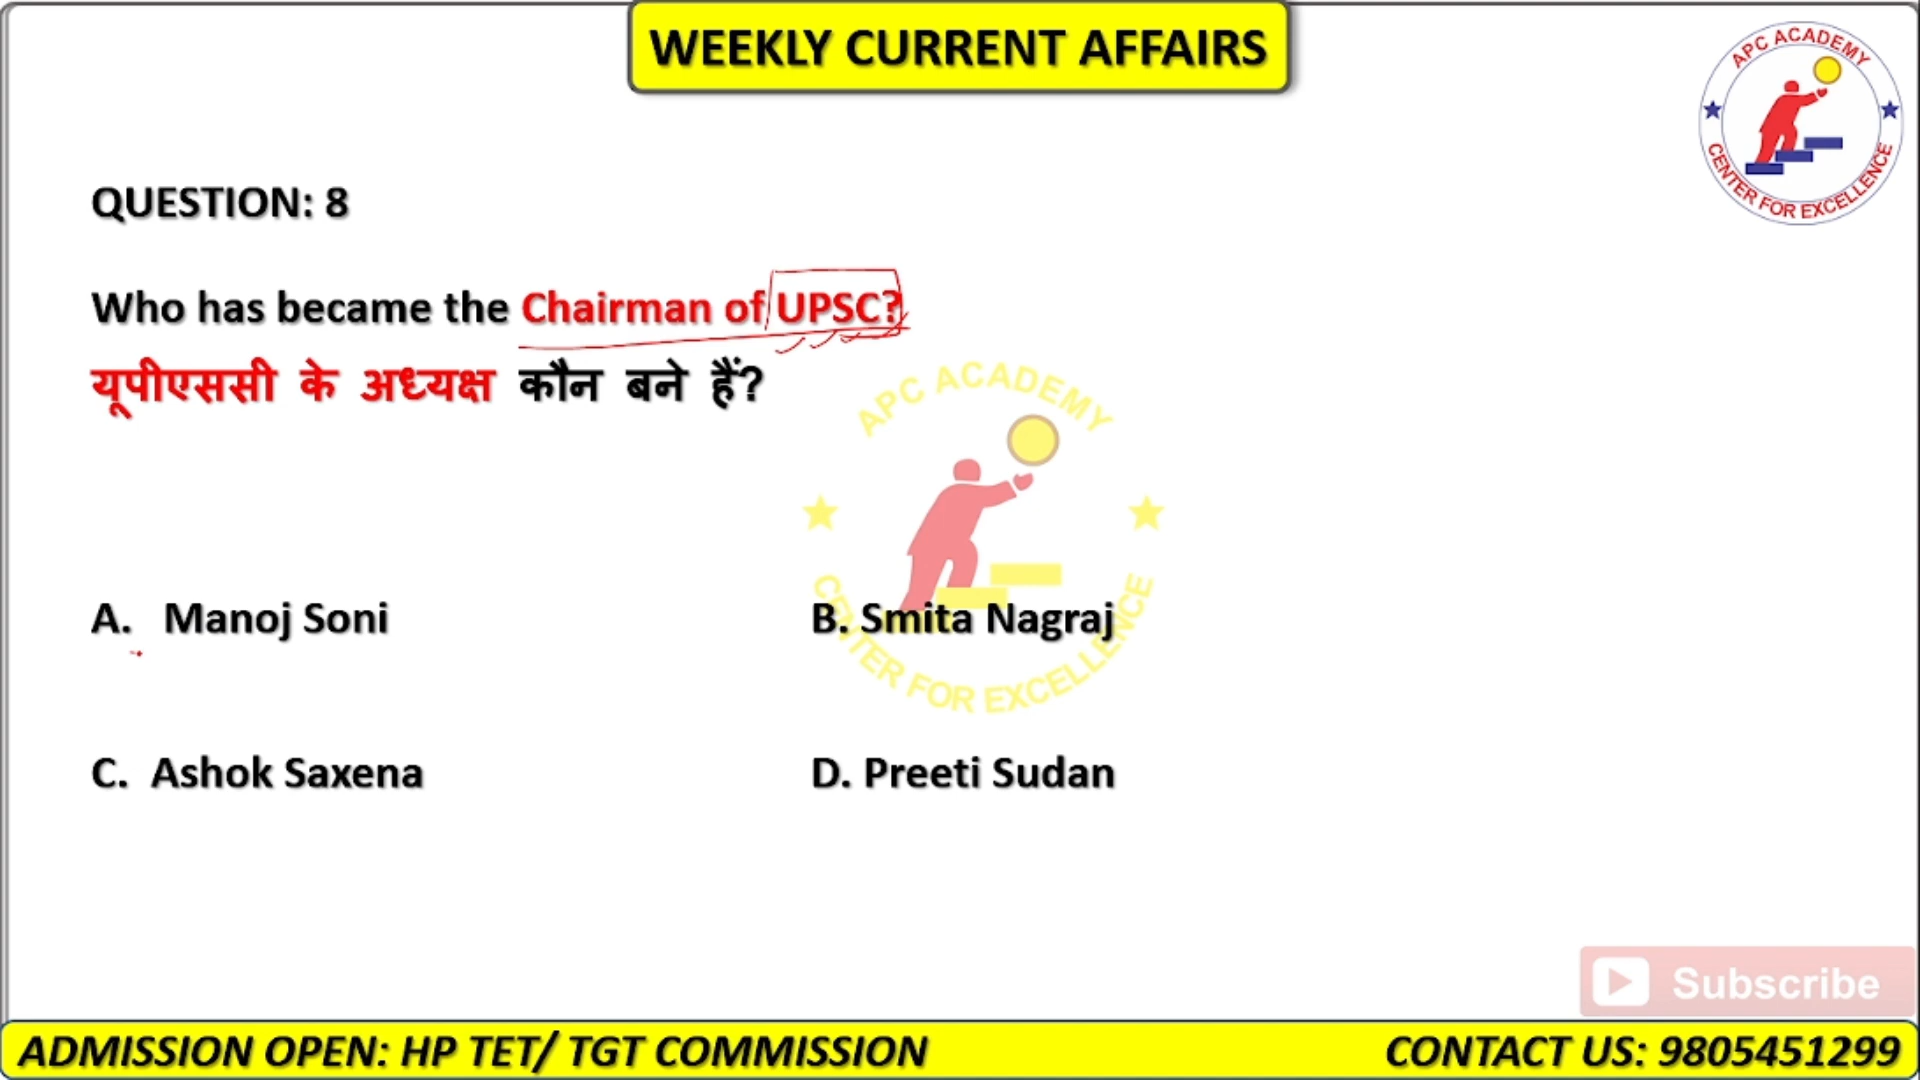 WEEKLY CURRENT AFFAIRS
APC ACADEMY
CENTER FOR EXCELLENCE
QUESTION: 8
Who has became the Chairman of UPSC?
यूपीएससी के अध्यक्ष कौन बने हैं?
APC ACADEMY
CENTER FOR EXCELLENCE
A. Manoj Soni
B. Smita Nagraj
C. Ashok Saxena
D. Preeti Sudan
Subscribe
ADMISSION OPEN: HP TET/ TGT COMMISSION
CONTACT US: 9805451299